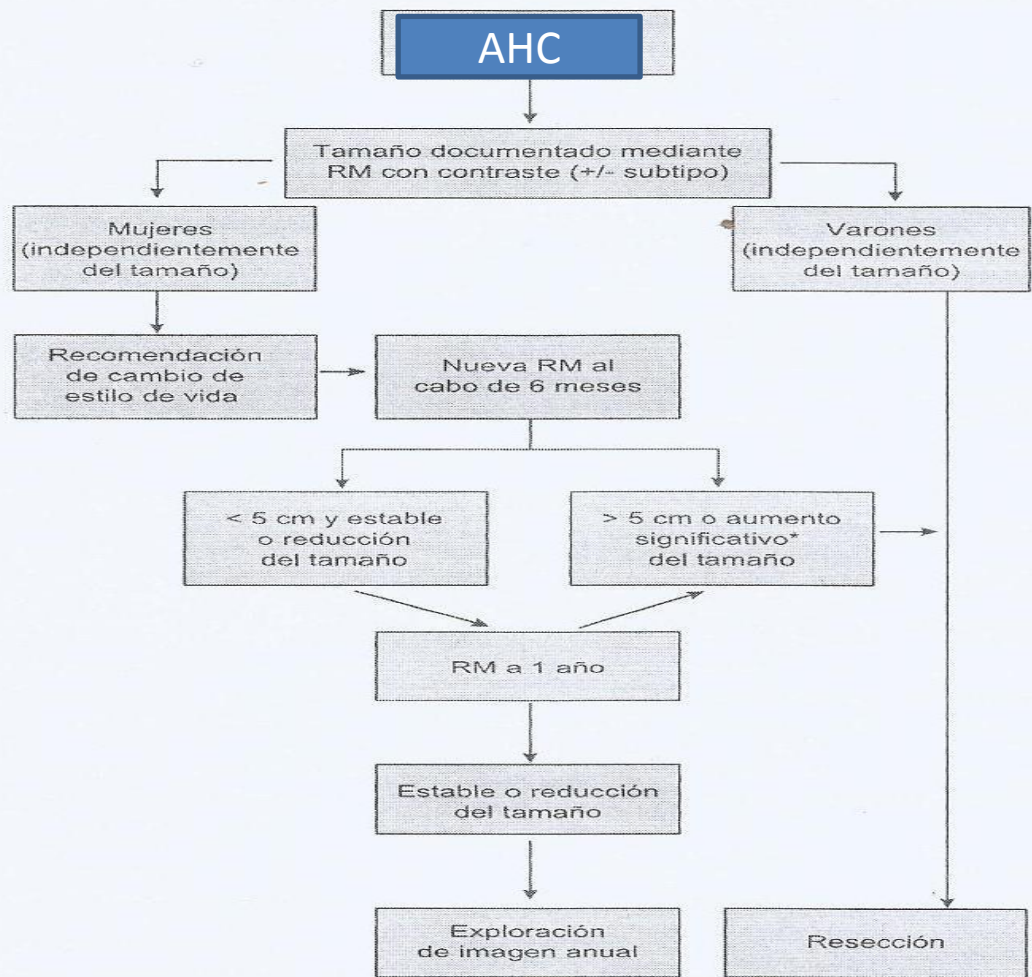 AHC
Tamaño documentado mediante
RM con contraste (+/- subtipo)
Mujeres
(independientemente
del tamaño)
Varones
(independientemente
del tamaño)
Recomendación
de cambio de
estilo de vida
Nueva RM al
cabo de 6 meses
< 5 cm y estable
o reducción
del tamaño
> 5 cm o aumento
significativo*
del tamaño
RM a 1 año
Estable o reducción
del tamaño
Exploración
de imagen anual
Resección